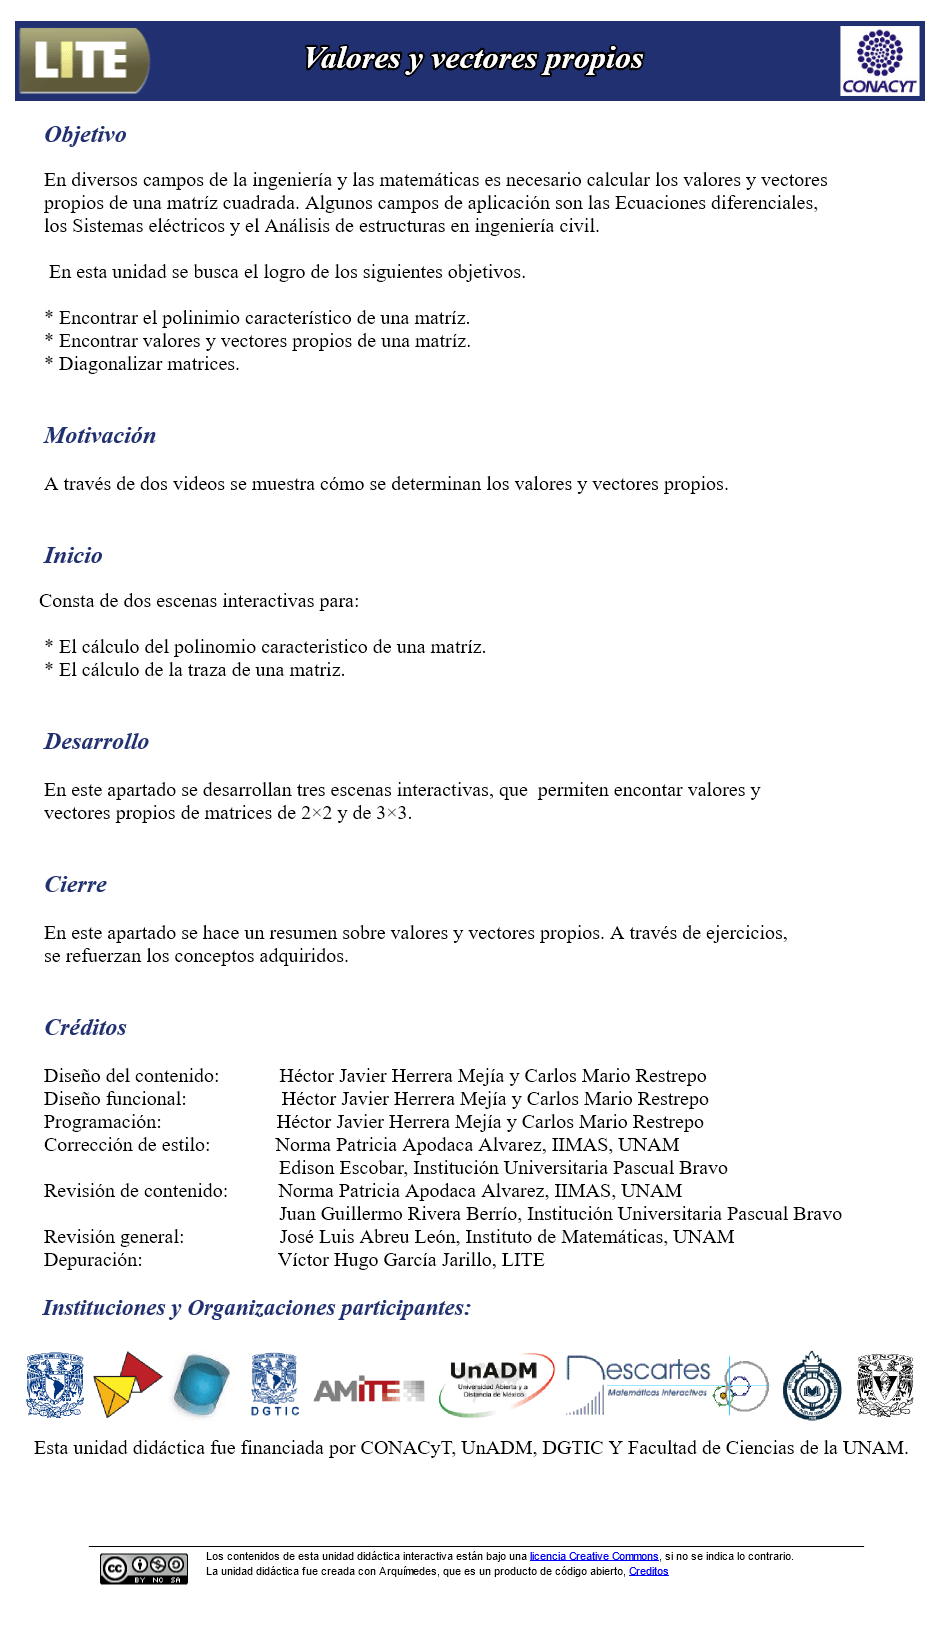 LITE
Valores y vectores propios
CONACYT
Objetivo
En diversos campos de la ingeniería y las matemáticas es necesario calcular los valores y vectores
propios de una matríz cuadrada. Algunos campos de aplicación son las Ecuaciones diferenciales,
los Sistemas eléctricos y el Análisis de estructuras en ingeniería civil.
En esta unidad se busca el logro de los siguientes objetivos.
* Encontrar el polinimio característico de una matríz.
* Encontrar valores y vectores propios de una matríz.
* Diagonalizar matrices.
Motivación
A través de dos videos se muestra cómo se determinan los valores y vectores propios.
Inicio
Consta de dos escenas interactivas para:
* El cálculo del polinomio caracteristico de una matríz.
* El cálculo de la traza de una matriz.
Desarrollo
En este apartado se desarrollan tres escenas interactivas, que  permiten encontar valores y
vectores propios de matrices de 2×2 y de 3×3.
Cierre
En este apartado se hace un resumen sobre valores y vectores propios. A través de ejercicios,
se refuerzan los conceptos adquiridos.
Créditos
Diseño del contenido: Héctor Javier Herrera Mejía y Carlos Mario Restrepo
Diseño funcional: Héctor Javier Herrera Mejía y Carlos Mario Restrepo
Programación: Héctor Javier Herrera Mejía y Carlos Mario Restrepo
Corrección de estilo: Norma Patricia Apodaca Alvarez, IIMAS, UNAM
Edison Escobar, Institución Universitaria Pascual Bravo
Revisión de contenido: Norma Patricia Apodaca Alvarez, IIMAS, UNAM
Juan Guillermo Rivera Berrío, Institución Universitaria Pascual Bravo
Revisión general: José Luis Abreu León, Instituto de Matemáticas, UNAM
Depuración: Víctor Hugo García Jarillo, LITE
Instituciones y Organizaciones participantes:
DGTIC
AMITE
UnADM
Universidad Abierta y a
Distancia de México
Descartes
Matemáticas Interactivas
CIENCIAS
Esta unidad didáctica fue financiada por CONACyT, UnADM, DGTIC Y Facultad de Ciencias de la UNAM.
Los contenidos de esta unidad didáctica interactiva están bajo una licencia Creative Commons, si no se indica lo contrario.
La unidad didáctica fue creada con Arquímedes, que es un producto de código abierto, Creditos
cc BY NC SA